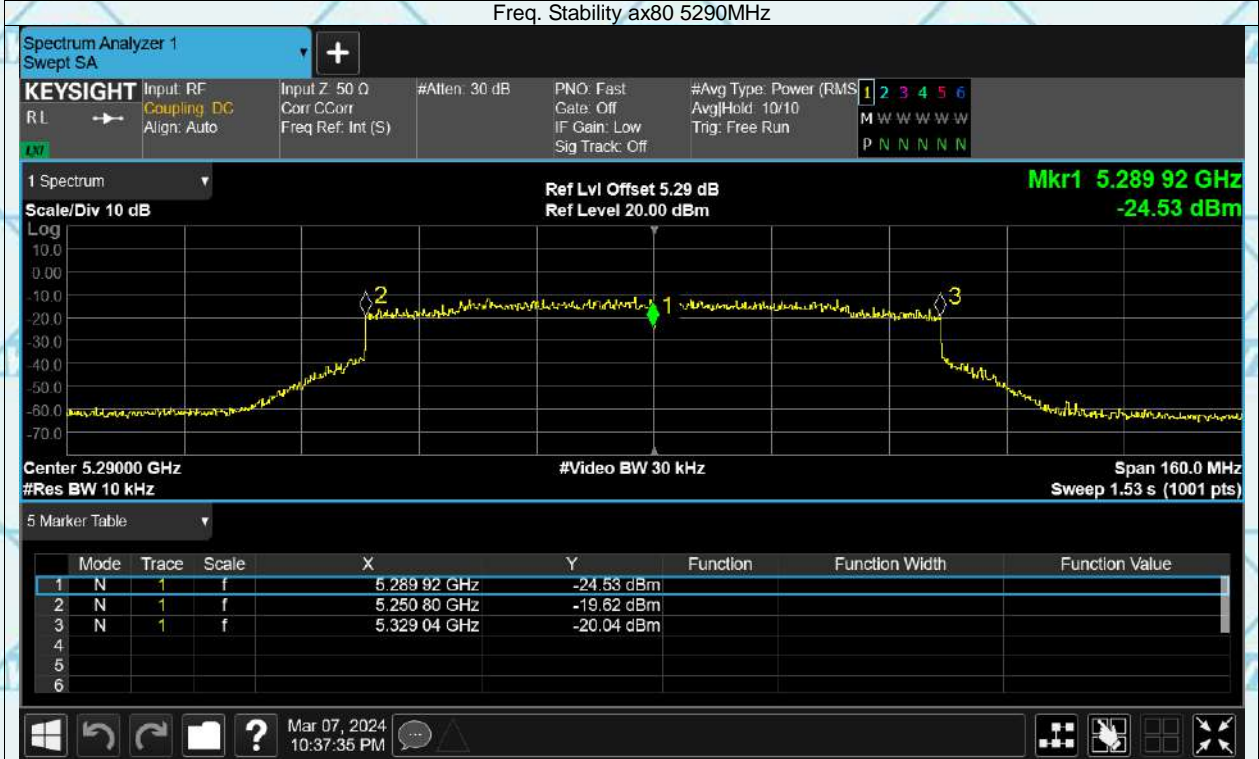 Freq. Stability ax80 5290MHz
Spectrum Analyzer 1
Swept SA
+
KEYSIGHT Input: RF Input Z: 50 Ω #Atten: 30 dB PNO: Fast #Avg Type: Power (RMS 1 2 3 4 5 6
RL Coupling: DC Corr CCorr Gate: Off Avg|Hold: 10/10 M W W W W W
Align: Auto Freq Ref: Int (S) IF Gain: Low Trig: Free Run
LXI Sig Track: Off P N N N N N
1 Spectrum Ref Lvl Offset 5.29 dB Mkr1 5.289 92 GHz
Scale/Div 10 dB Ref Level 20.00 dBm -24.53 dBm
Log
10.0
0.00
-10.0 2 1 3
-20.0
-30.0
-40.0
-50.0
-60.0
-70.0
Center 5.29000 GHz #Video BW 30 kHz Span 160.0 MHz
#Res BW 10 kHz Sweep 1.53 s (1001 pts)
5 Marker Table
Mode Trace Scale X Y Function Function Width Function Value
1 N 1 f 5.289 92 GHz -24.53 dBm
2 N 1 f 5.250 80 GHz -19.62 dBm
3 N 1 f 5.329 04 GHz -20.04 dBm
4
5
6
? Mar 07, 2024
10:37:35 PM